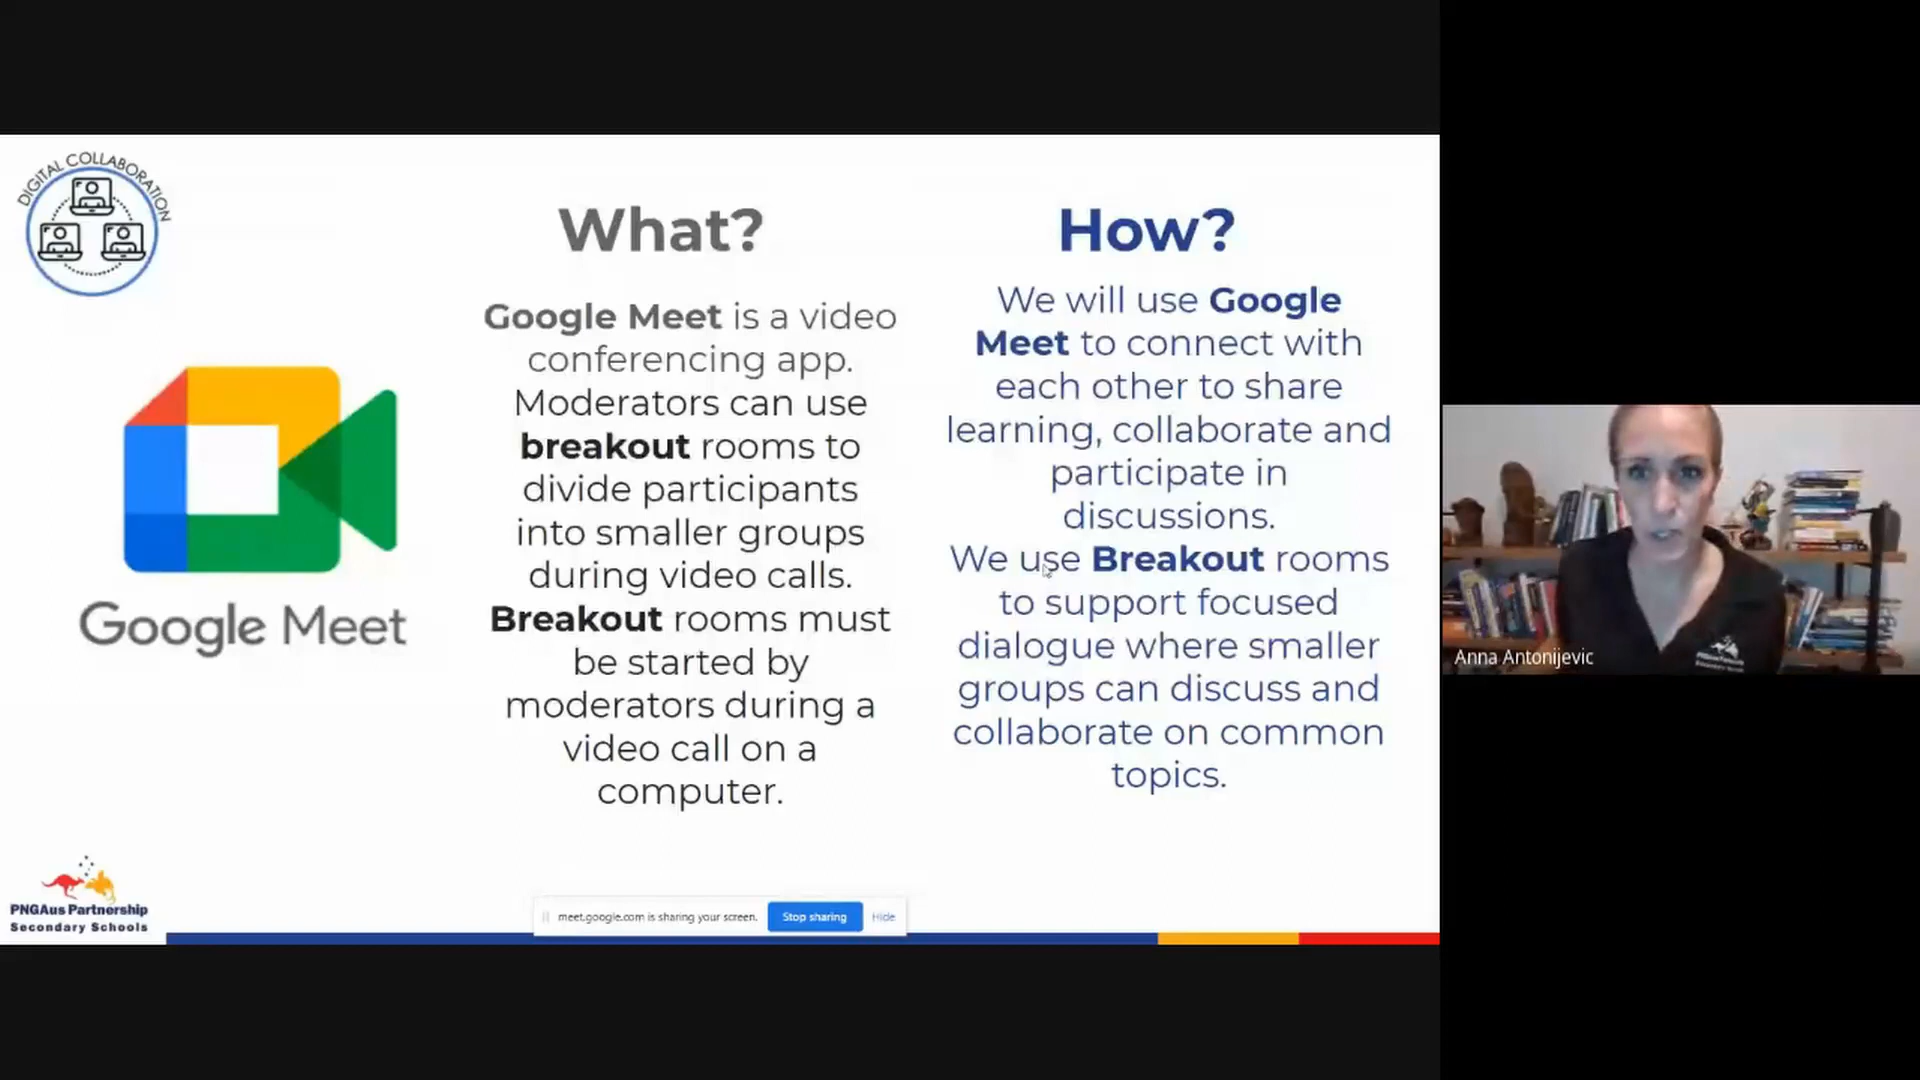 DIGITAL COLLABORATION
Google Meet
What?
Google Meet is a video
conferencing app.
Moderators can use
breakout rooms to
divide participants
into smaller groups
during video calls.
Breakout rooms must
be started by
moderators during a
video call on a
computer.
How?
We will use Google
Meet to connect with
each other to share
learning, collaborate and
participate in
discussions.
We use Breakout rooms
to support focused
dialogue where smaller
groups can discuss and
collaborate on common
topics.
PNGAus Partnership
Secondary Schools
meet.google.com is sharing your screen.
Stop sharing
Hide
Anna Antonijevic